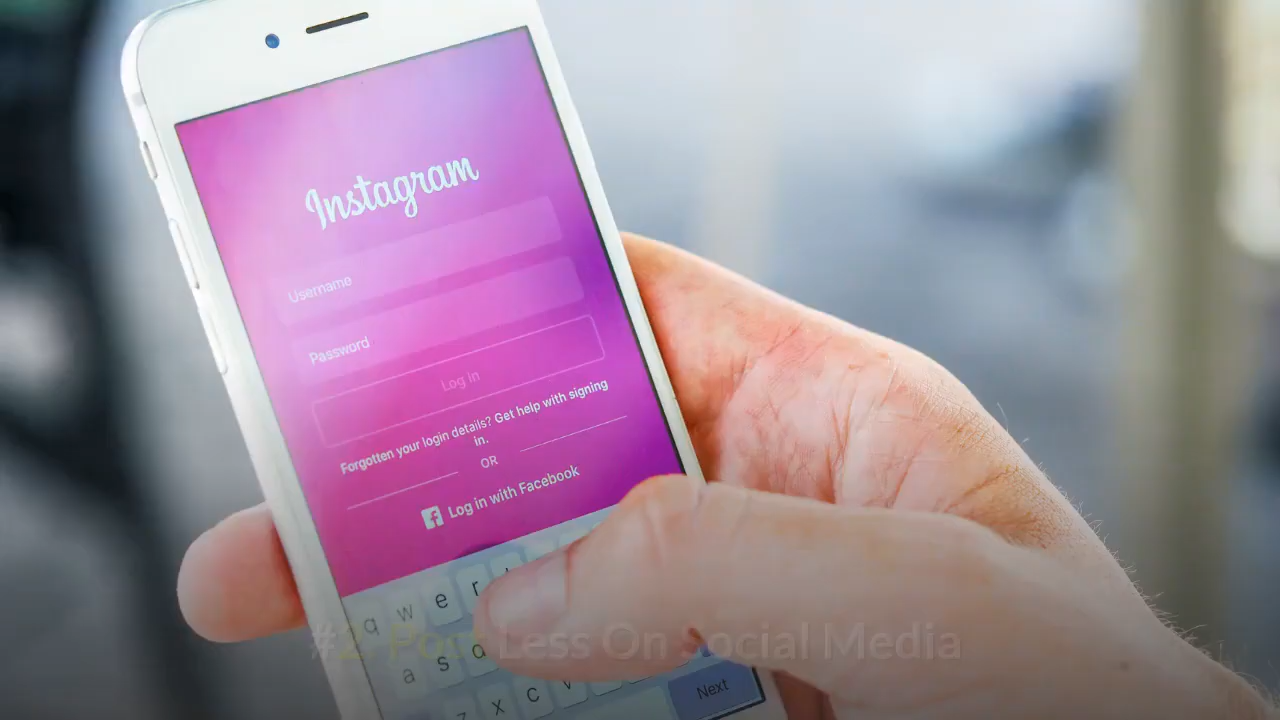 Instagram
Username
Password
Log in
Forgotten your login details? Get help with signing
in.
OR
Log in with Facebook
q w e r
#2. Post Less On Social Media
a s d
z x c v
Next